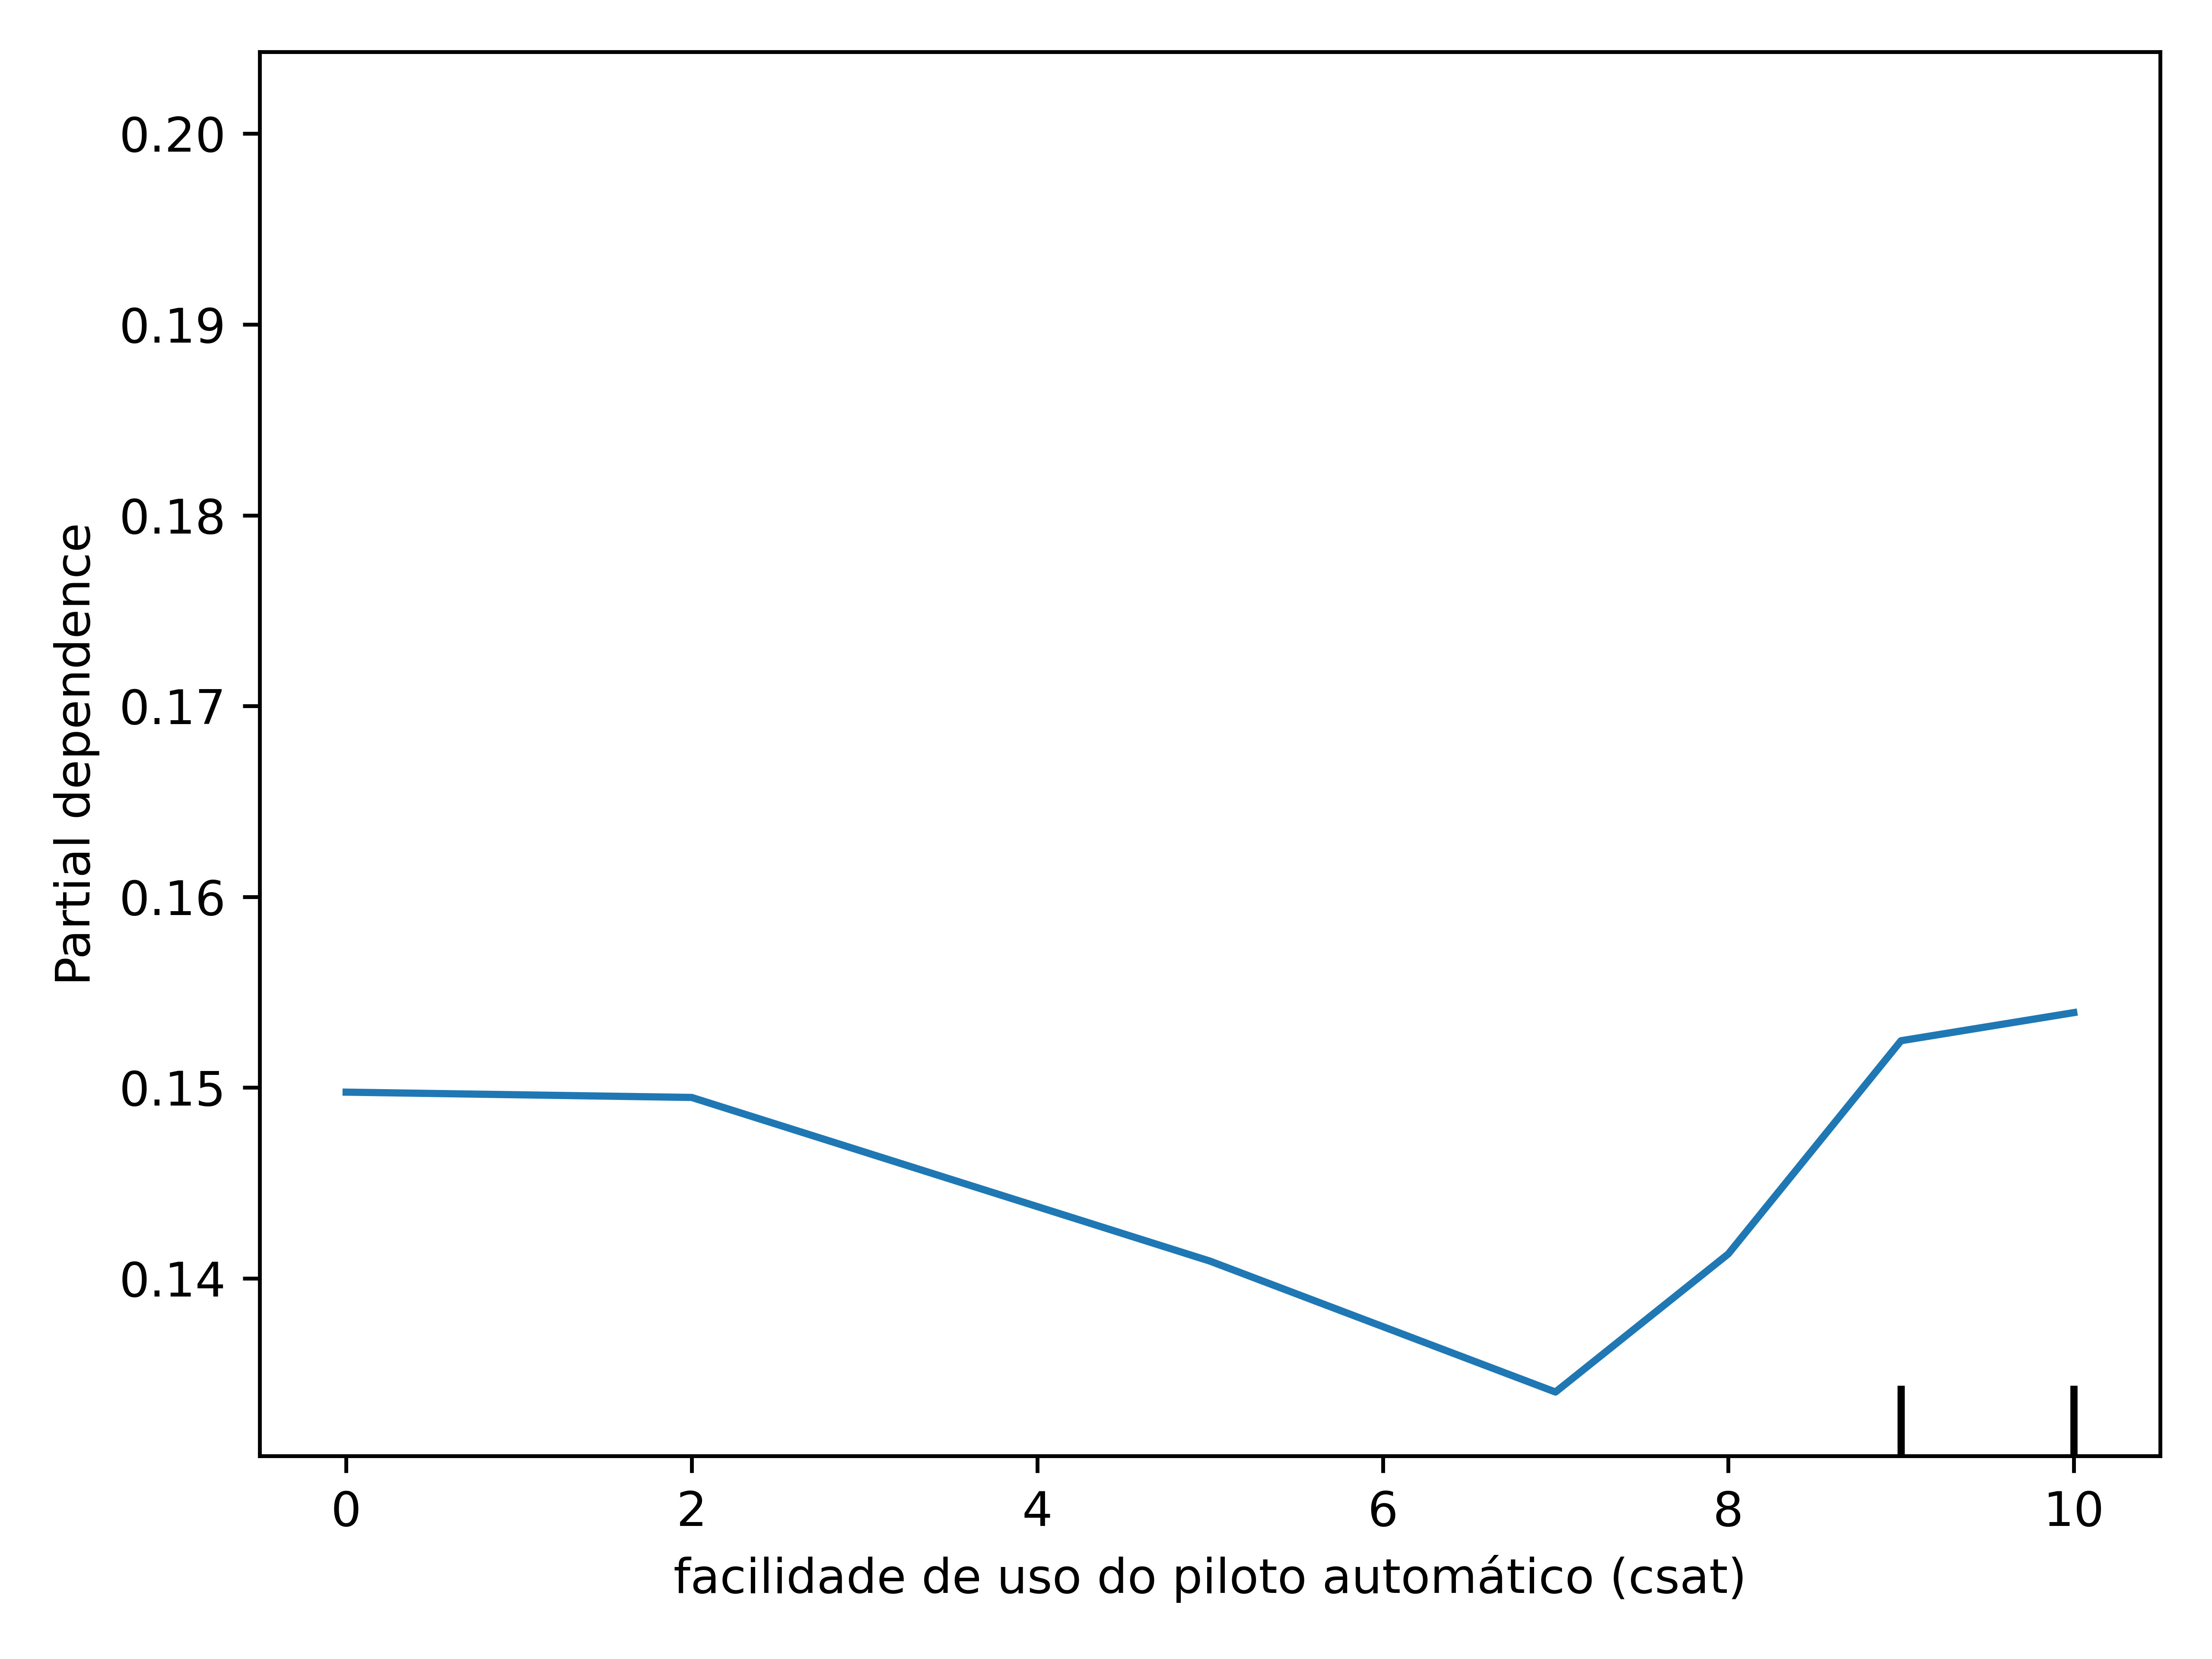 0.20
0.19
0.18
0.17
0.16
0.15
0.14
Partial dependence
0 2 4 6 8 10
facilidade de uso do piloto automático (csat)